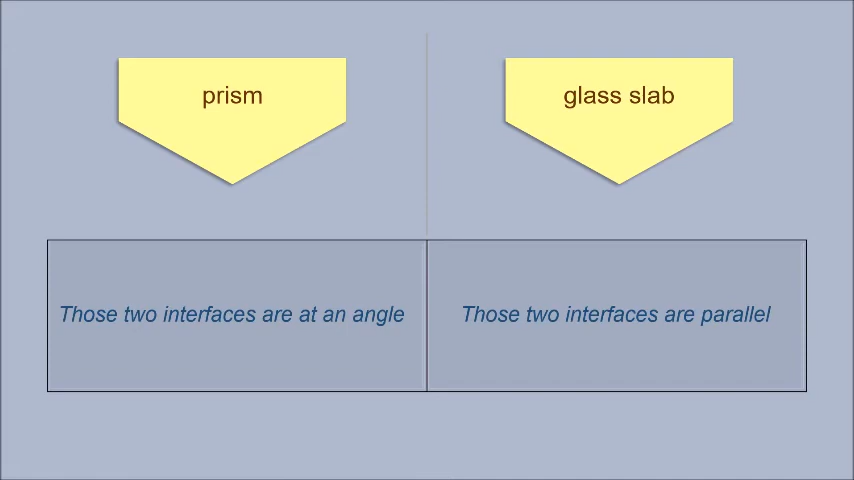 prism
glass slab
Those two interfaces are at an angle
Those two interfaces are parallel